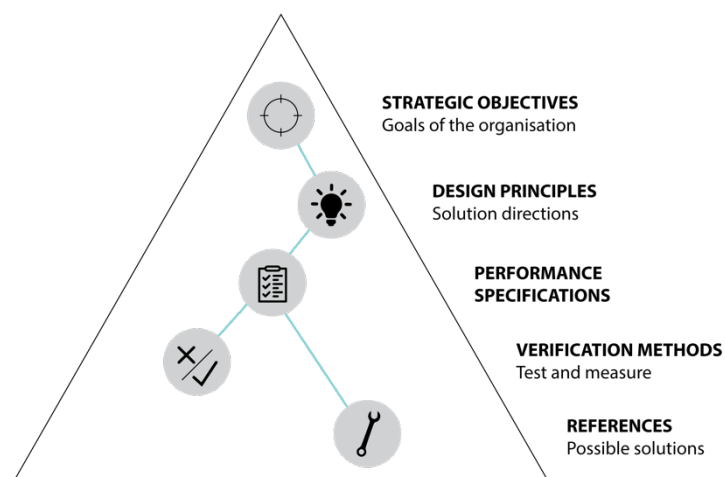 STRATEGIC OBJECTIVES
Goals of the organisation
DESIGN PRINCIPLES
Solution directions
PERFORMANCE
SPECIFICATIONS
VERIFICATION METHODS
Test and measure
REFERENCES
Possible solutions